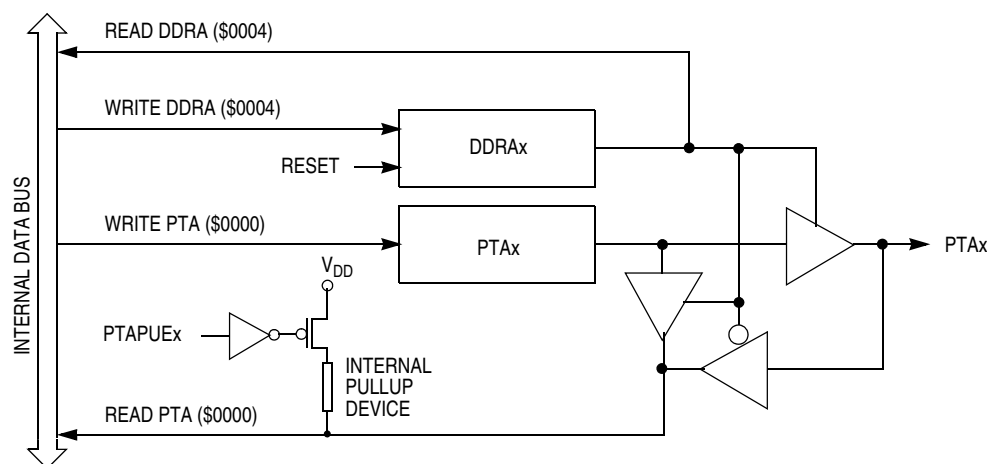 READ DDRA ($0004)
WRITE DDRA ($0004)
DDRAx
RESET
INTERNAL DATA BUS
WRITE PTA ($0000)
PTAx
PTAx
VDD
PTAPUEx
INTERNAL
PULLUP
DEVICE
READ PTA ($0000)